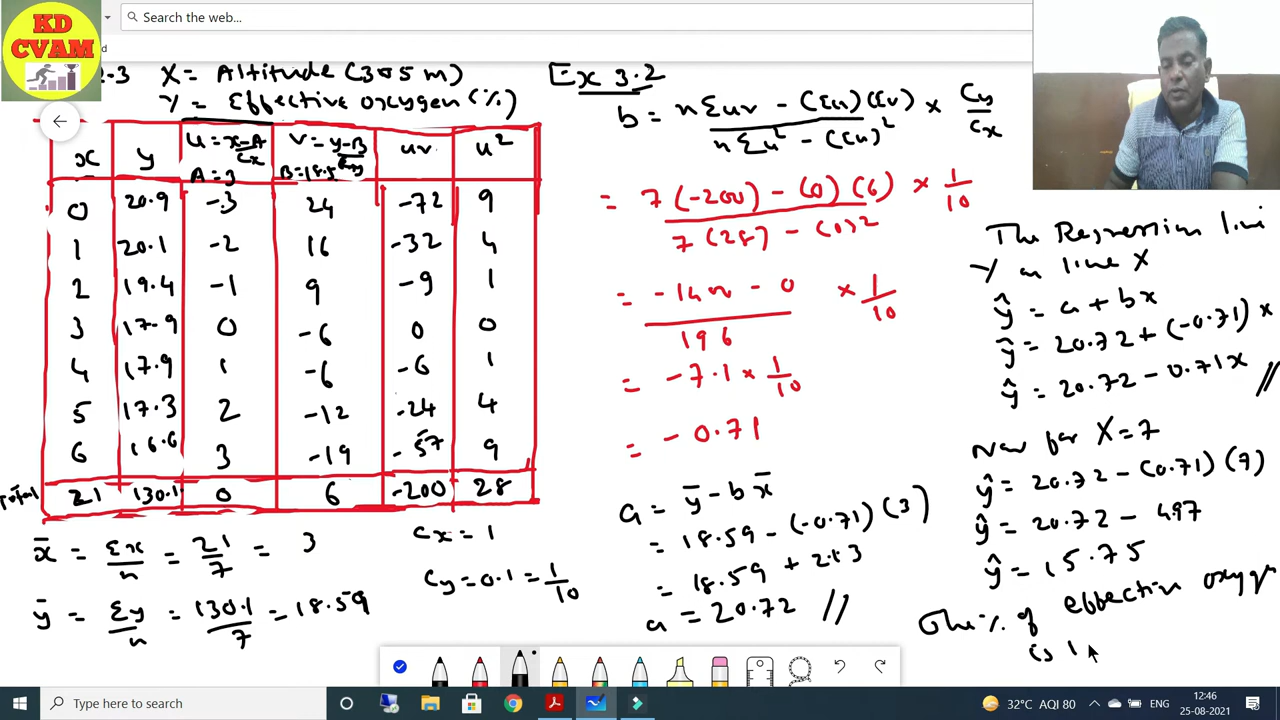 KD
CVAM
Search the web...
2.3 X = Altitude (305 m)
Y = Effective oxygen (%)
Ex 3.2
x y u = x-A/Cx A = 3 v = y-B/Cy B = 18.5 uv u²
0 20.9 -3 24 -72 9
1 20.1 -2 16 -32 4
2 19.4 -1 9 -9 1
3 17.9 0 -6 0 0
4 17.9 1 -6 -6 1
5 17.3 2 -12 -24 4
6 16.6 3 -19 -57 9
Total 21 130.1 0 6 -200 28
x̄ = Σx/n = 21/7 = 3
ȳ = Σy/n = 130.1/7 = 18.59
Cx = 1
Cy = 0.1 = 1/10
b = nΣuv - (Σu)(Σv) / nΣu² - (Σu)² × Cy/Cx
= 7(-200) - (0)(6) / 7(28) - (0)² × 1/10
= -1400 - 0 / 196 × 1/10
= -7.1 × 1/10
= -0.71
a = ȳ - b x̄
= 18.59 - (-0.71)(3)
= 18.59 + 2.13
a = 20.72 //
The Regression line
Y on line X
ŷ = a + bx
ŷ = 20.72 + (-0.71)x
ŷ = 20.72 - 0.71x //
Now for X = 7
ŷ = 20.72 - (0.71)(7)
ŷ = 20.72 - 497
ŷ = 15.75
The % of effective oxygen
is 1
32°C AQI 80
ENG
12:46
25-08-2021
Type here to search